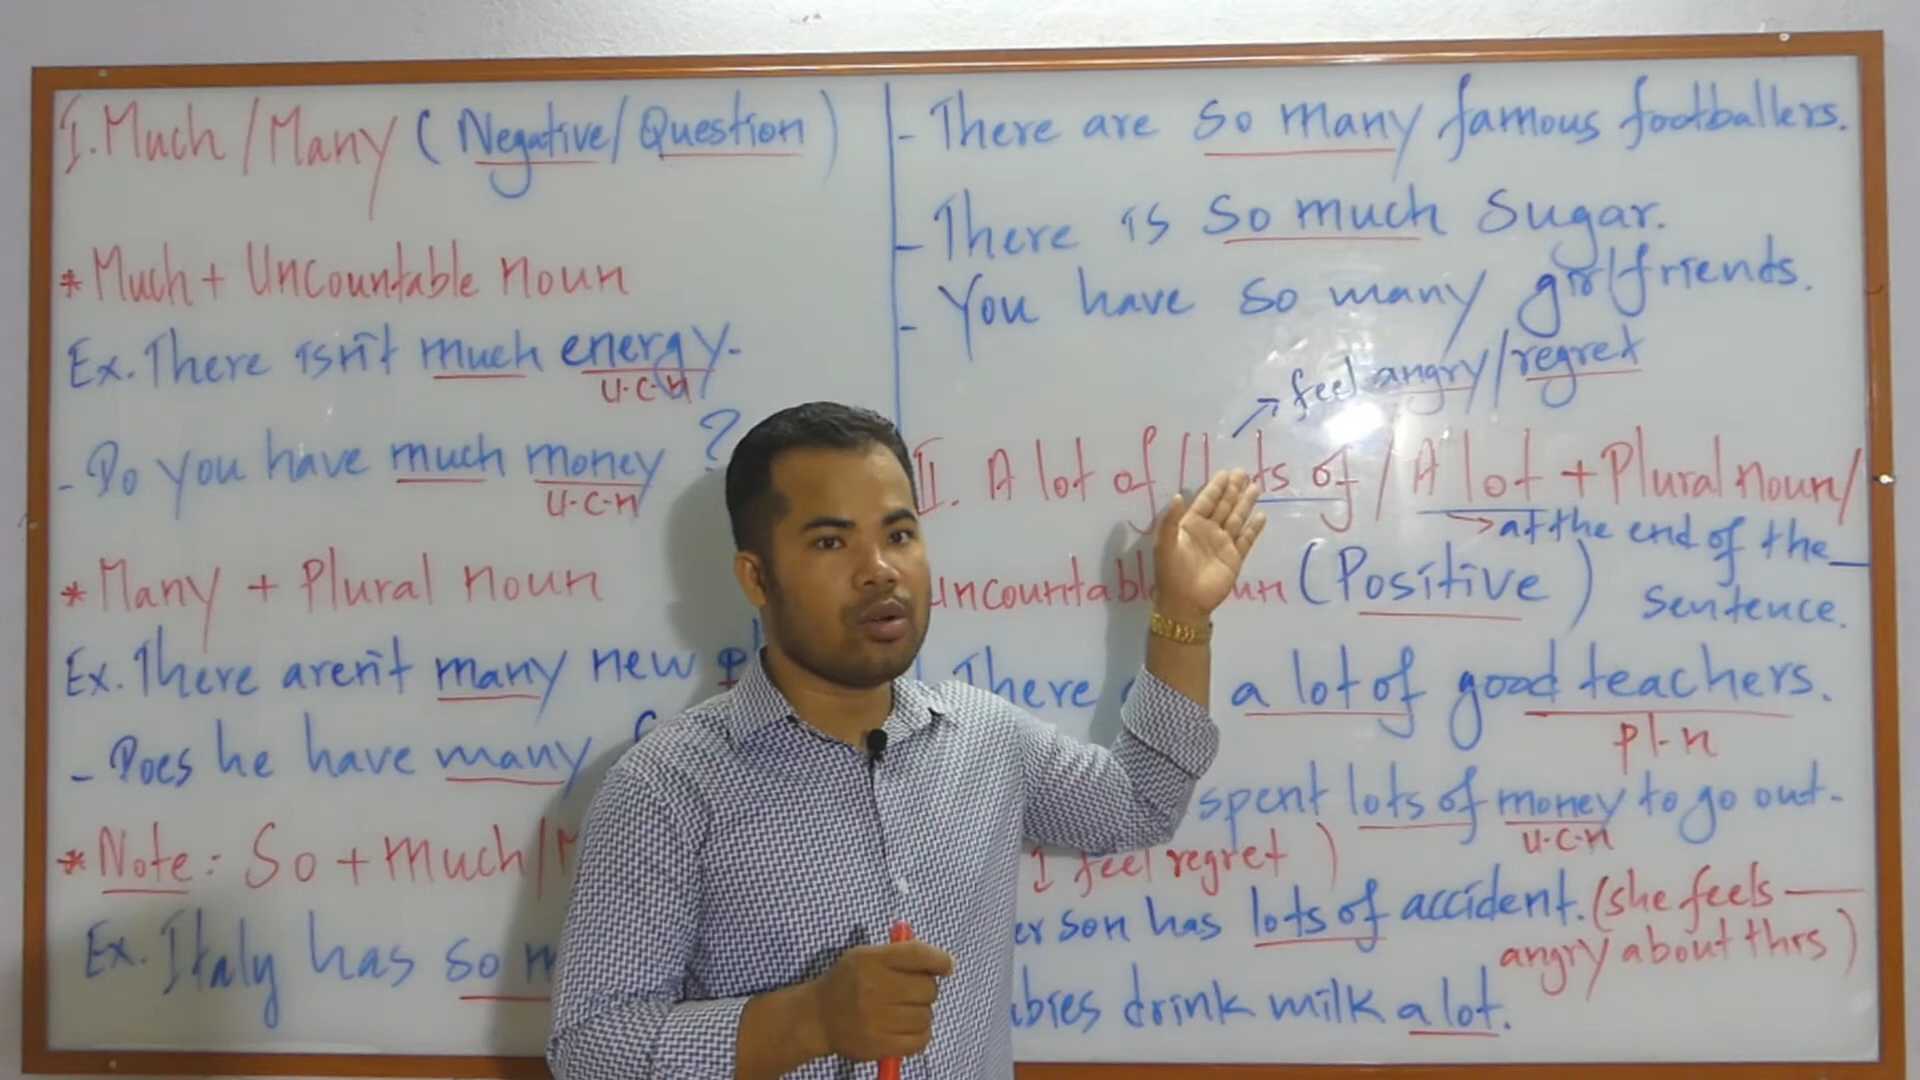 I. Much / Many ( Negative / Question )
* Much + Uncountable noun
Ex. There isn't much energy.
u.c.n
- Do you have much money ?
u.c.n
* Many + Plural noun
Ex. There aren't many new
- Does he have many
* Note: So + much /
Ex. Italy has so
- There are so many famous footballers.
- There is so much sugar.
- You have so many girlfriends.
→ feel angry / regret
II. A lot of / lots of / A lot + Plural noun /
→ at the end of the
sentence.
uncountable noun ( Positive )
There a lot of good teachers.
pl-n
spent lots of money to go out.
u.c.n
I feel regret )
son has lots of accident. (she feels
angry about this )
drink milk a lot.